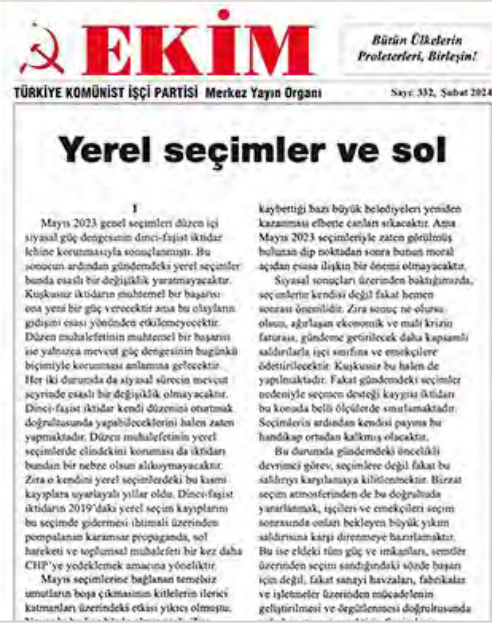 EKİM
Bütün Ülkelerin
Proleterleri, Birleşin!
TÜRKİYE KOMÜNİST İŞÇİ PARTİSİ Merkez Yayın Organı
Sayı: 332, Şubat 2024
Yerel seçimler ve sol
I
Mayıs 2023 genel seçimleri düzen içi
siyasal güç dengesinin dinci-faşist iktidar
lehine korunmasıyla sonuçlanmıştı. Bu
sonucun ardından gündemdeki yerel seçimler
bunda esaslı bir değişiklik yaratmayacaktır.
Kuşkusuz iktidarın muhtemel bir başarısı
ona yeni bir güç verecektir ama bu olayların
gidişini esası yönünden etkilemeyecektir.
Düzen muhalefetinin muhtemel bir başarısı
ise yalnızca mevcut güç dengesinin bugünkü
biçimiyle korunması anlamına gelecektir.
Her iki durumda da siyasal sürecin mevcut
seyrinde esaslı bir değişiklik olmayacaktır.
Dinci-faşist iktidar kendi düzenini oturtmak
doğrultusunda yapabileceklerini halen zaten
yapmaktadır. Düzen muhalefetinin yerel
seçimlerde elindekini koruması da iktidarı
bundan bir nebze olsun alıkoymayacaktır.
Zira o kendini yerel seçimlerdeki bu kısmi
kayıplara uyarlayalı yıllar oldu. Dinci-faşist
iktidarın 2019'daki yerel seçim kayıplarını
bu seçimde gidermesi ihtimali üzerinden
pompalanan karamsar propaganda, sol
hareketi ve toplumsal muhalefeti bir kez daha
CHP'ye yedeklemek amacına yöneliktir.
Mayıs seçimlerine bağlanan temelsiz
umutların boşa çıkmasının kitlelerin ilerici
katmanları üzerindeki etkisi yıkıcı olmuştu.
kaybettiği bazı büyük belediyeleri yeniden
kazanması elbette canları sıkacaktır. Ama
Mayıs 2023 seçimleriyle zaten görülmüş
bulunan dip noktadan sonra bunun moral
açıdan esasa ilişkin bir önemi olmayacaktır.
Siyasal sonuçları üzerinden baktığımızda,
seçimlerin kendisi değil fakat hemen
sonrası önemlidir. Zira sonuç ne olursa
olsun, ağırlaşan ekonomik ve mali krizin
faturası, gündeme getirilecek daha kapsamlı
saldırılarla işçi sınıfına ve emekçilere
ödettirilecektir. Kuşkusuz bu halen de
yapılmaktadır. Fakat gündemdeki seçimler
nedeniyle seçmen desteği kaygısı iktidarı
bu konuda belli ölçülerde sınırlamaktadır.
Seçimlerin ardından kendisi payına bu
handikap ortadan kalkmış olacaktır.
Bu durumda gündemdeki öncelikli
devrimci görev, seçimlere değil fakat bu
saldırıyı karşılamaya kilitlenmektir. Bizzat
seçim atmosferinden de bu doğrultuda
yararlanmak, işçileri ve emekçileri seçim
sonrasında onları bekleyen büyük yıkım
saldırısına karşı direnmeye hazırlamaktır.
Bu ise eldeki tüm güç ve imkanları, semtler
üzerinden seçim sandığındaki sözde başarı
için değil, fakat sanayi havzaları, fabrikalar
ve işletmeler üzerinden mücadelenin
geliştirilmesi ve örgütlenmesi doğrultusunda